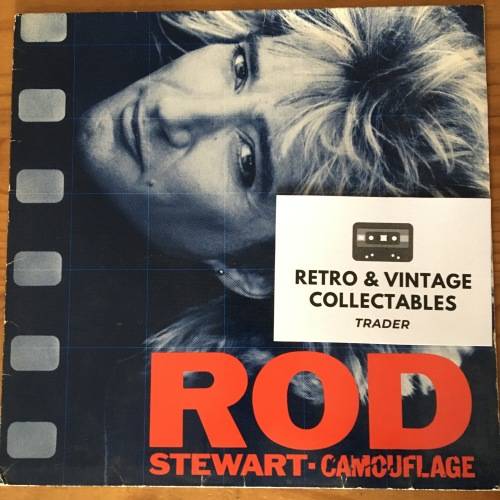 RETRO & VINTAGE
COLLECTABLES
TRADER
ROD
STEWART - CAMOUFLAGE